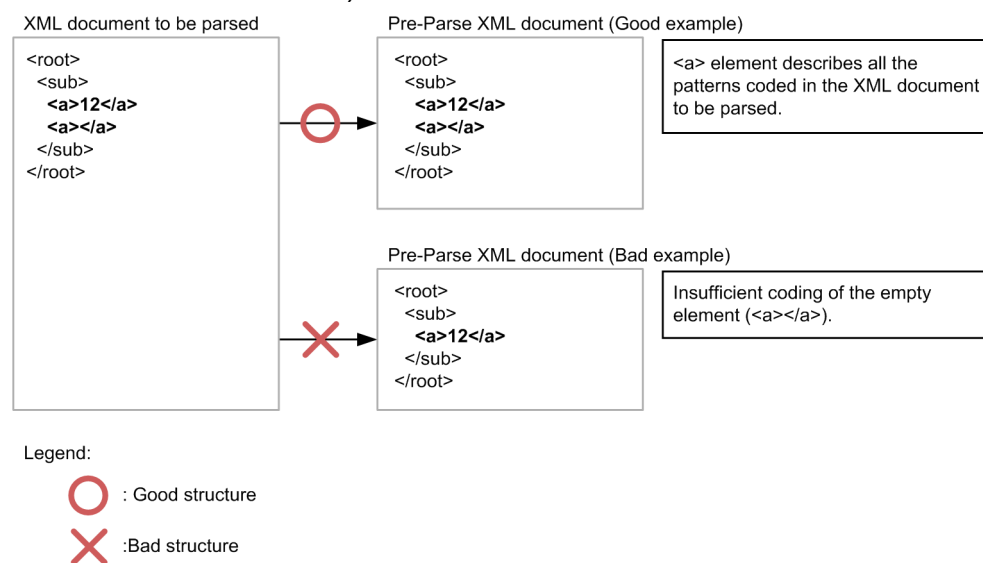 XML document to be parsed
<root>
<sub>
<a>12</a>
<a></a>
</sub>
</root>
Pre-Parse XML document (Good example)
<root>
<sub>
<a>12</a>
<a></a>
</sub>
</root>
<a> element describes all the
patterns coded in the XML document
to be parsed.
Pre-Parse XML document (Bad example)
<root>
<sub>
<a>12</a>
</sub>
</root>
Insufficient coding of the empty
element (<a></a>).
Legend:
: Good structure
:Bad structure